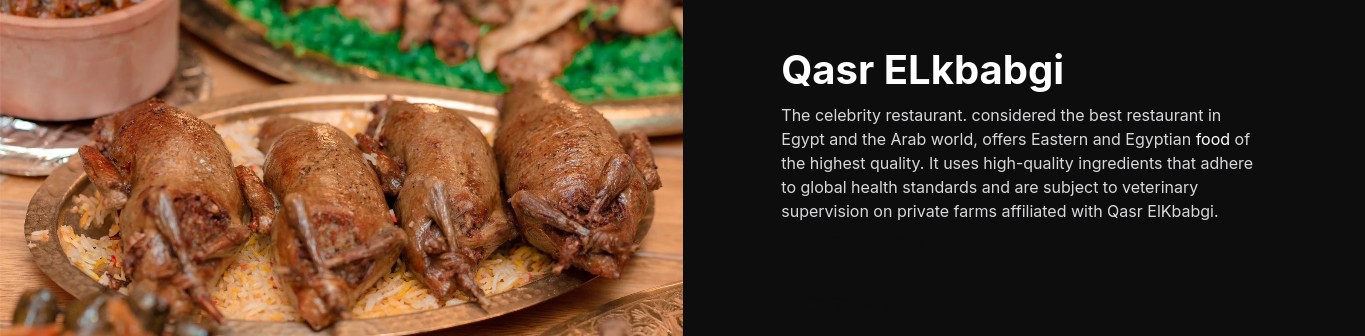 Qasr ELkbabgi
The celebrity restaurant. considered the best restaurant in
Egypt and the Arab world, offers Eastern and Egyptian food of
the highest quality. It uses high-quality ingredients that adhere
to global health standards and are subject to veterinary
supervision on private farms affiliated with Qasr ElKbabgi.